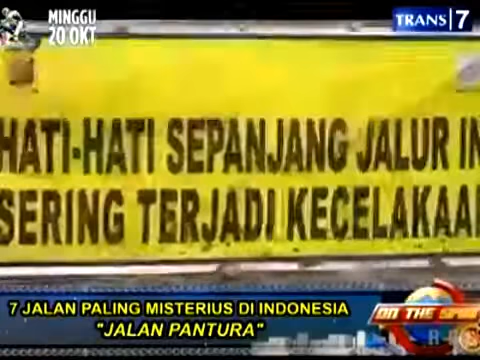 MINGGU
20 OKT
TRANS|7
HATI-HATI SEPANJANG JALUR IN
SERING TERJADI KECELAKAA
7 JALAN PALING MISTERIUS DI INDONESIA
"JALAN PANTURA"
ON THE SPOT